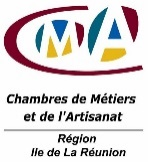 CMA
Chambres de Métiers
et de l'Artisanat
Région
Ile de La Réunion